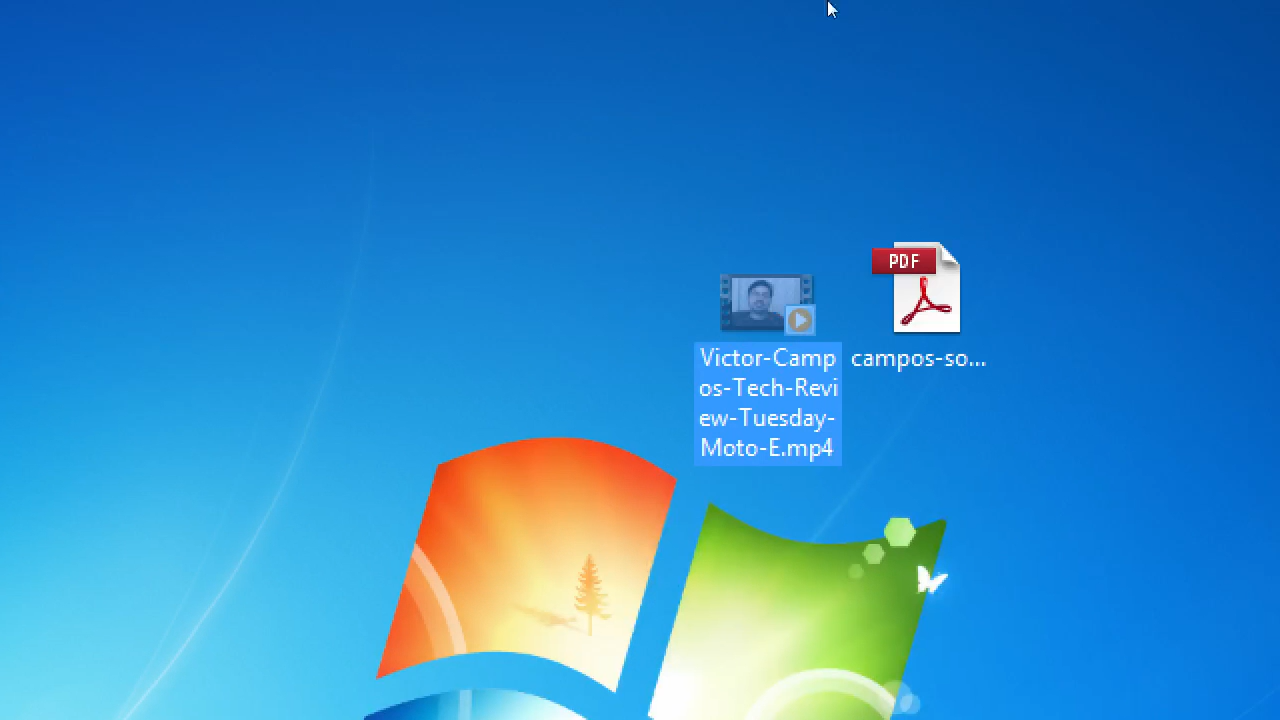 PDF
Victor-Camp
os-Tech-Revi
ew-Tuesday-
Moto-E.mp4
campos-so...